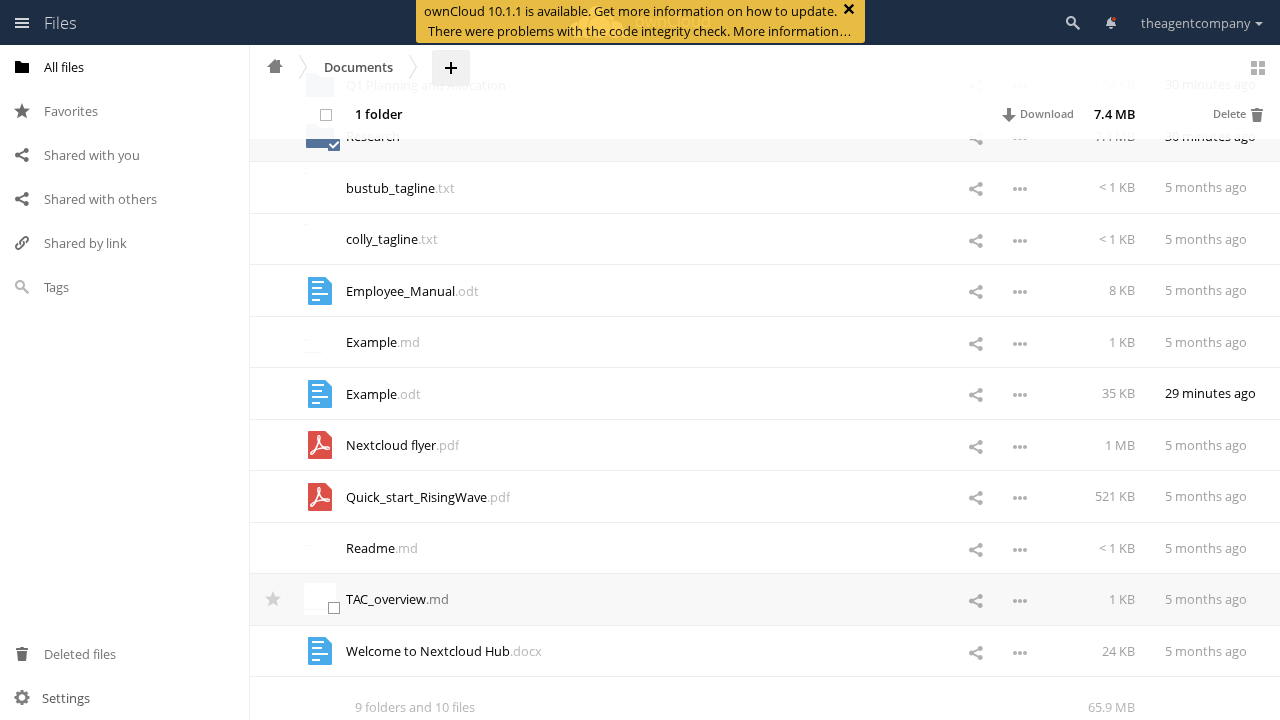 Files
ownCloud 10.1.1 is available. Get more information on how to update.
There were problems with the code integrity check. More information…
theagentcompany
All files
Favorites
Shared with you
Shared with others
Shared by link
Tags
Deleted files
Settings
Documents
Q1 Planning and Allocation
30 minutes ago
1 folder
Download
7.4 MB
Delete
Research
30 minutes ago
bustub_tagline.txt
< 1 KB
5 months ago
colly_tagline.txt
< 1 KB
5 months ago
Employee_Manual.odt
8 KB
5 months ago
Example.md
1 KB
5 months ago
Example.odt
35 KB
29 minutes ago
Nextcloud flyer.pdf
1 MB
5 months ago
Quick_start_RisingWave.pdf
521 KB
5 months ago
Readme.md
< 1 KB
5 months ago
TAC_overview.md
1 KB
5 months ago
Welcome to Nextcloud Hub.docx
24 KB
5 months ago
9 folders and 10 files
65.9 MB